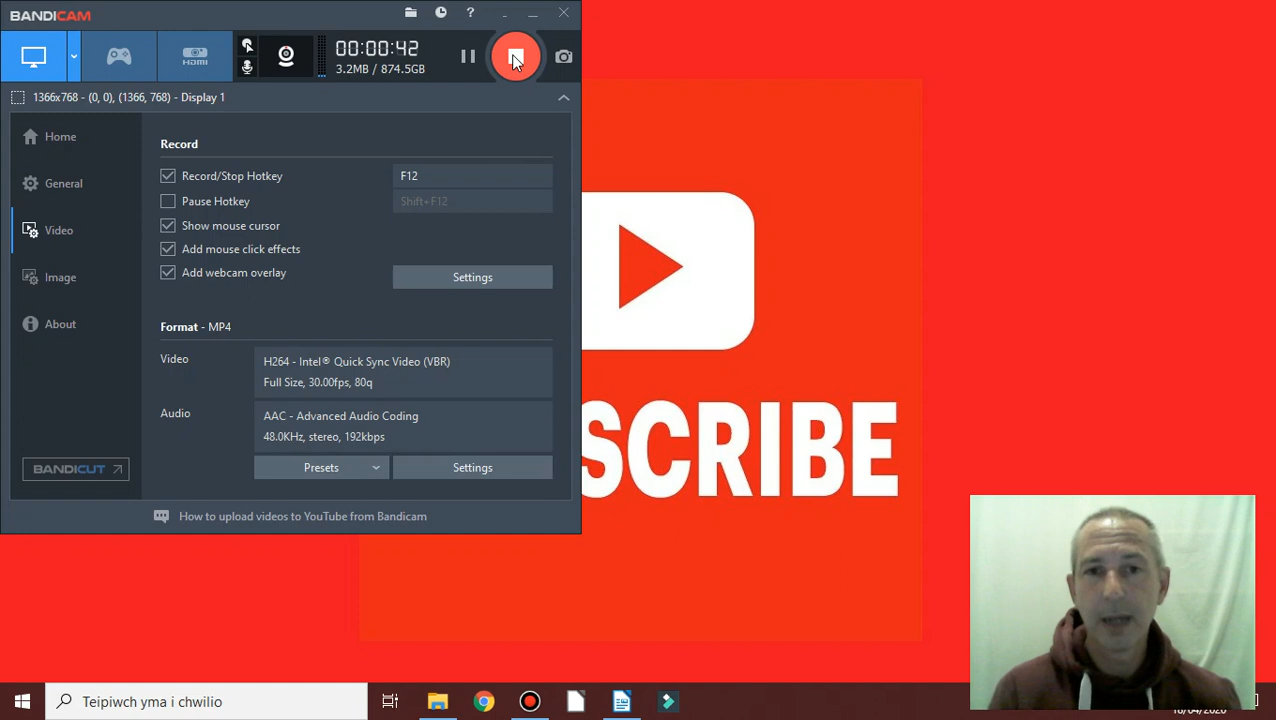 BANDICAM
?
HDMI
00:00:42
3.2MB / 874.5GB
1366x768 - (0, 0), (1366, 768) - Display 1
Home
General
Video
Image
About
BANDICUT
Record
Record/Stop Hotkey F12
Pause Hotkey Shift+F12
Show mouse cursor
Add mouse click effects
Add webcam overlay Settings
Format - MP4
Video H264 - Intel® Quick Sync Video (VBR)
Full Size, 30.00fps, 80q
Audio AAC - Advanced Audio Coding
48.0KHz, stereo, 192kbps
Presets Settings
How to upload videos to YouTube from Bandicam
SCRIBE
Teipiwch yma i chwilio